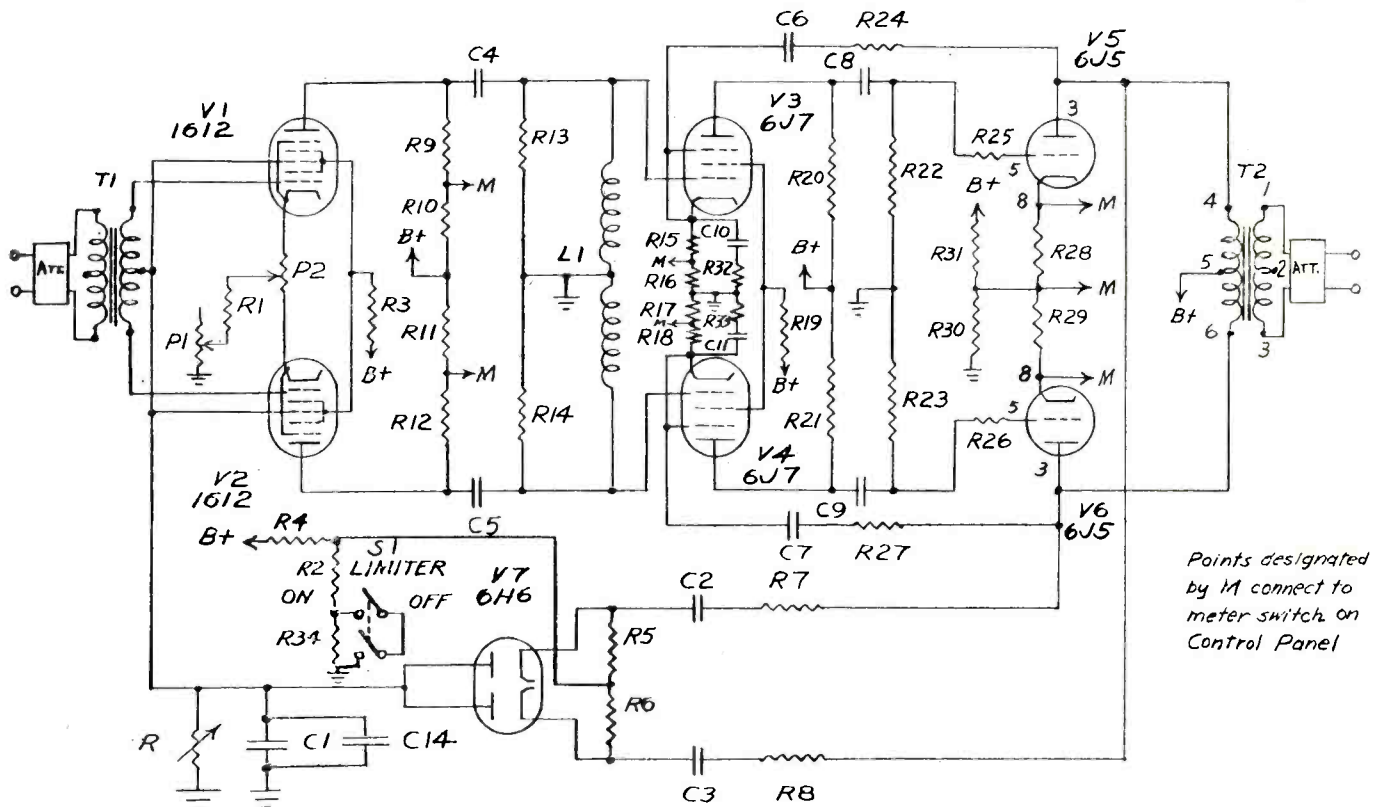 C6
R24
V5
6J5
C4
C8
V1
1612
V3
6J7
3
R9
R13
R25
5
T1
M
R20
R22
B+
T2
1
R10
8
M
4
ATT.
P2
B+
L1
R15
C10
M
R16
R32
B+
R31
R28
5
2
ATT.
R1
R3
R17
M
R18
R33
C11
R19
M
B+
P1
R11
R30
R29
6
3
B+
M
B+
8
M
R12
R14
R21
R23
5
R26
V2
1612
V4
6J7
3
C5
C9
V6
6J5
R4
B+
C7
R27
S1
R2
LIMITER
ON
OFF
V7
6H6
C2
R7
Points designated
by M connect to
meter switch on
Control Panel
R34
R5
R6
R
C1
C14
C3
R8